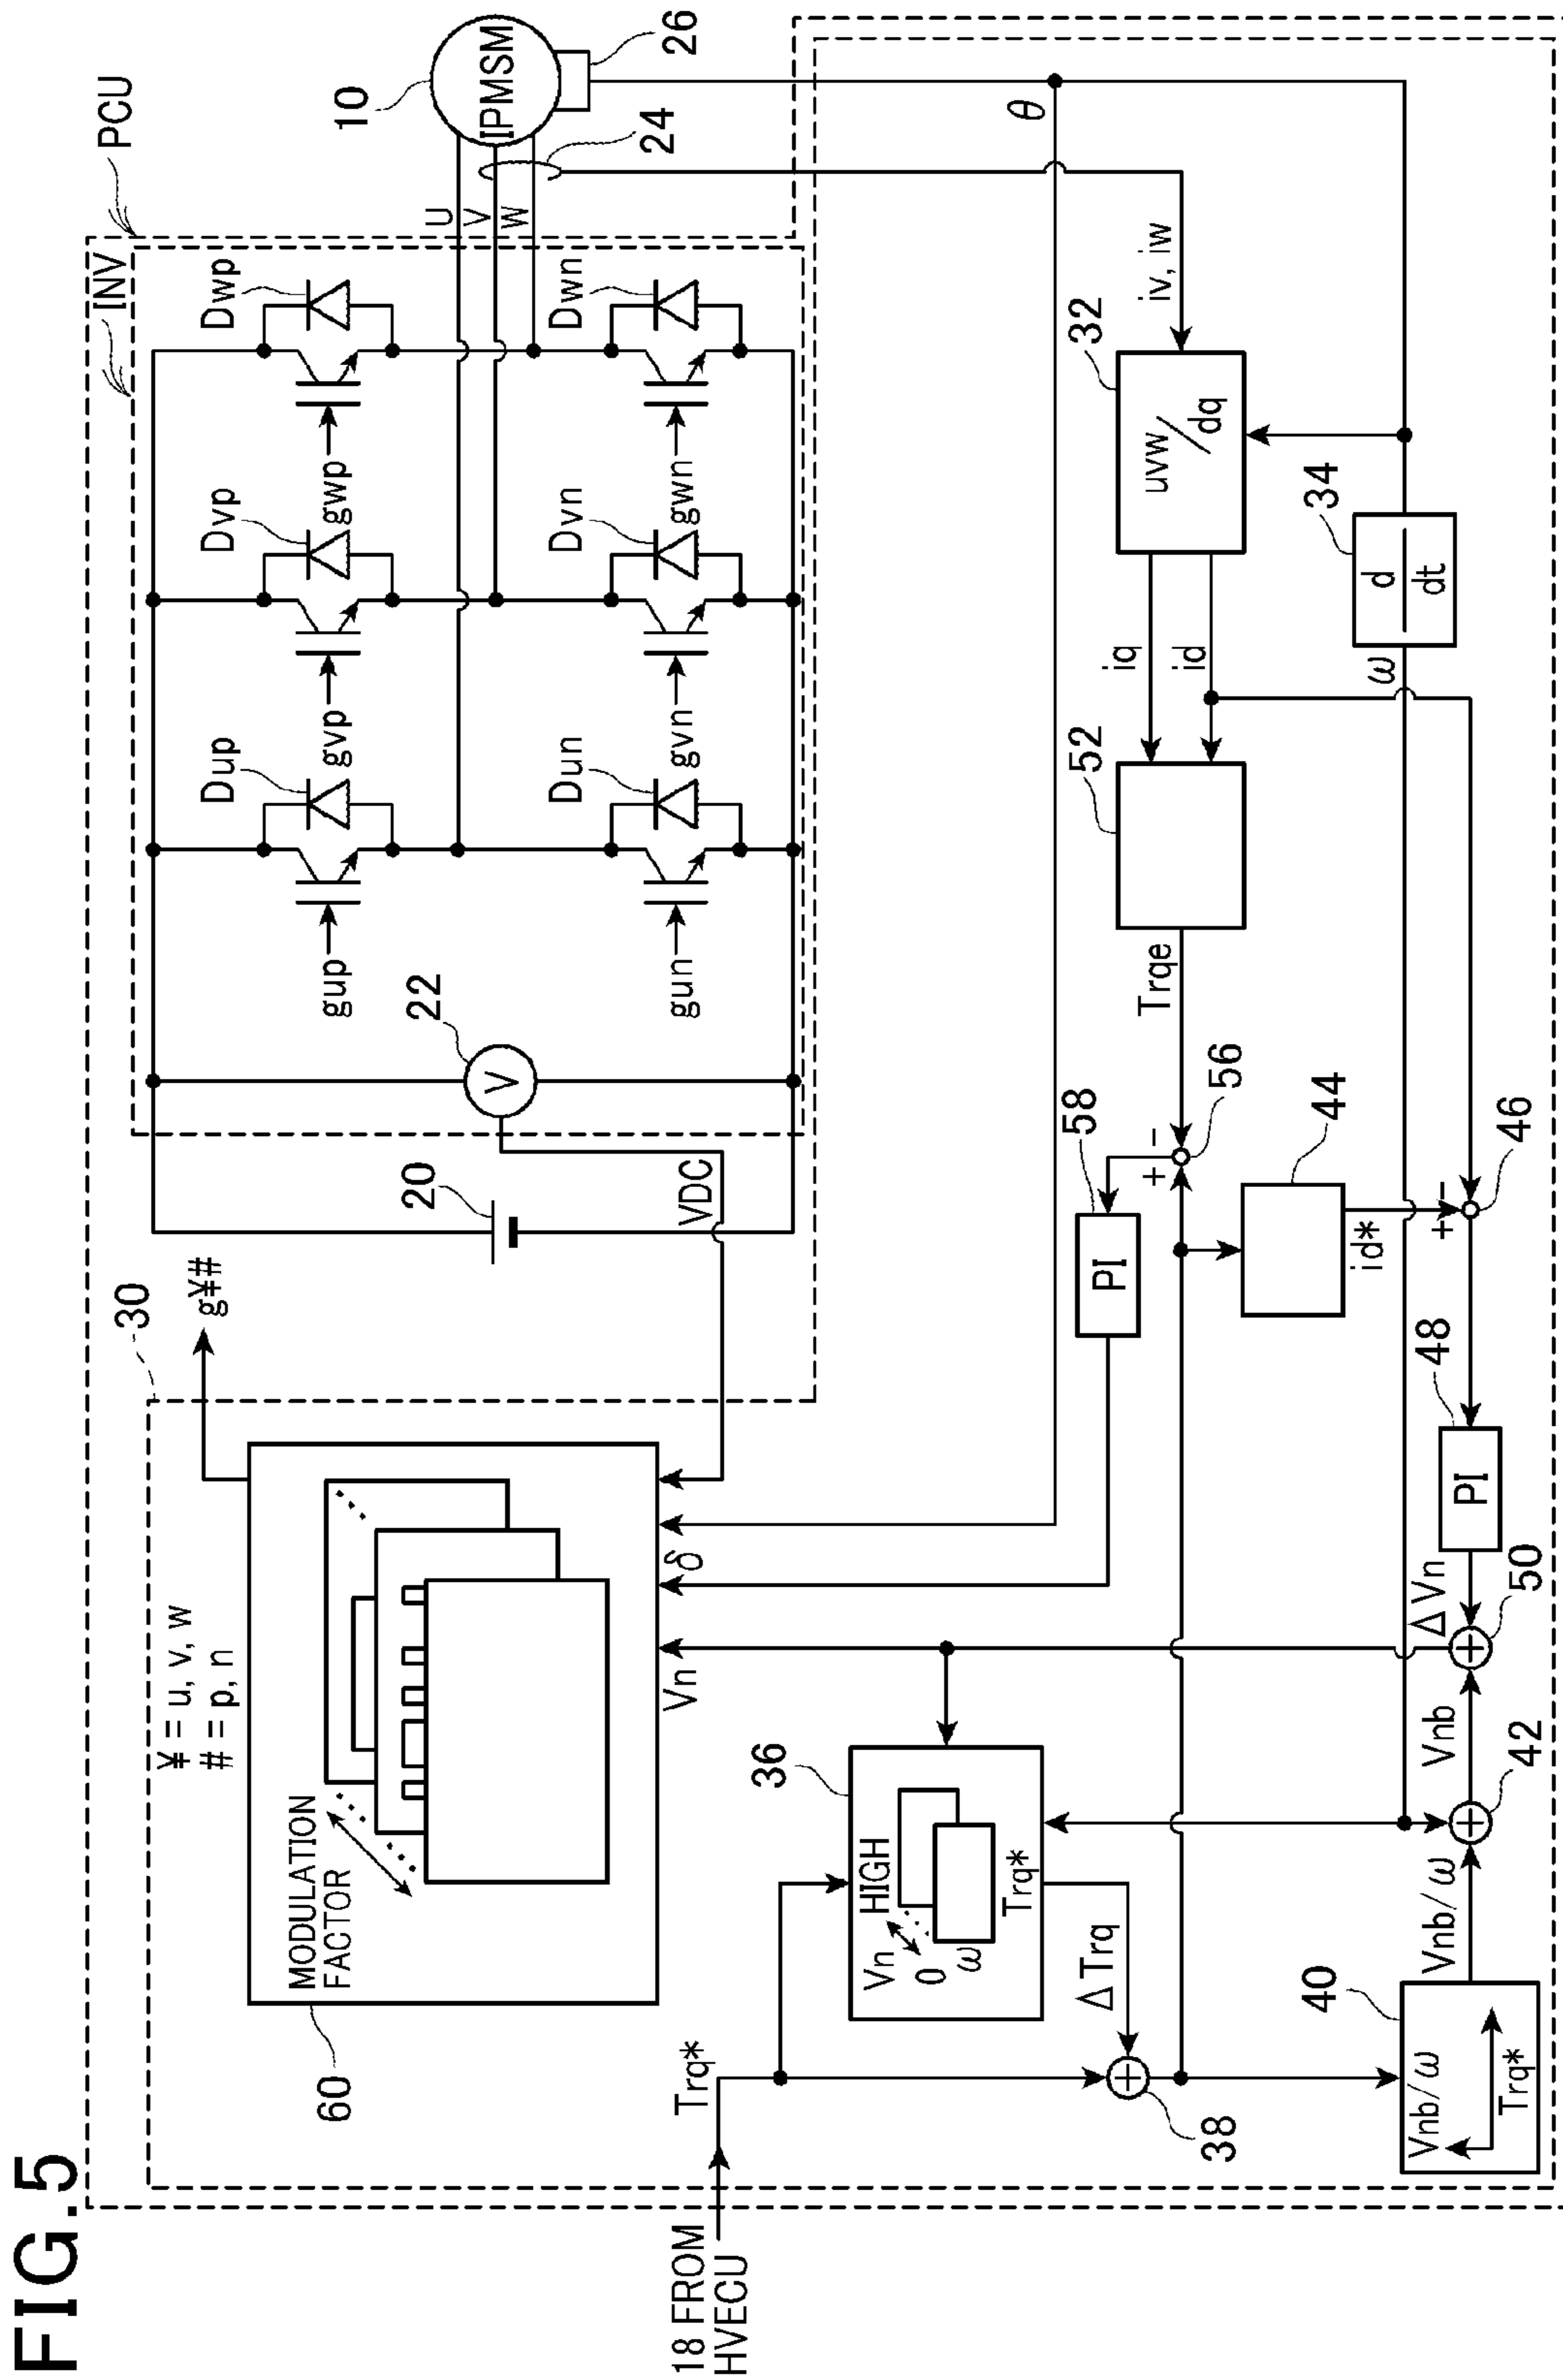 FIG.5
PCU
INV
30
¥ = u, v, w
# = p, n
g¥#
MODULATION
FACTOR
60
Vn
δ
VDC
20
22
V
Dup
Dvp
Dwp
gup
gvp
gwp
Dun
Dvn
Dwn
gun
gvn
gwn
U
V
W
10
IPMSM
26
24
θ
18 FROM
HVECU
Trq*
36
HIGH
Vn
0
ω
Trq*
ΔTrq
38
58
PI
+
-
56
Trqe
52
iq
id
32
uvw/dq
iv, iw
44
id*
34
d
dt
ω
40
Vnb/ω
Trq*
Vnb/ω
42
+
Vnb
50
+
ΔVn
48
PI
+
-
46
+